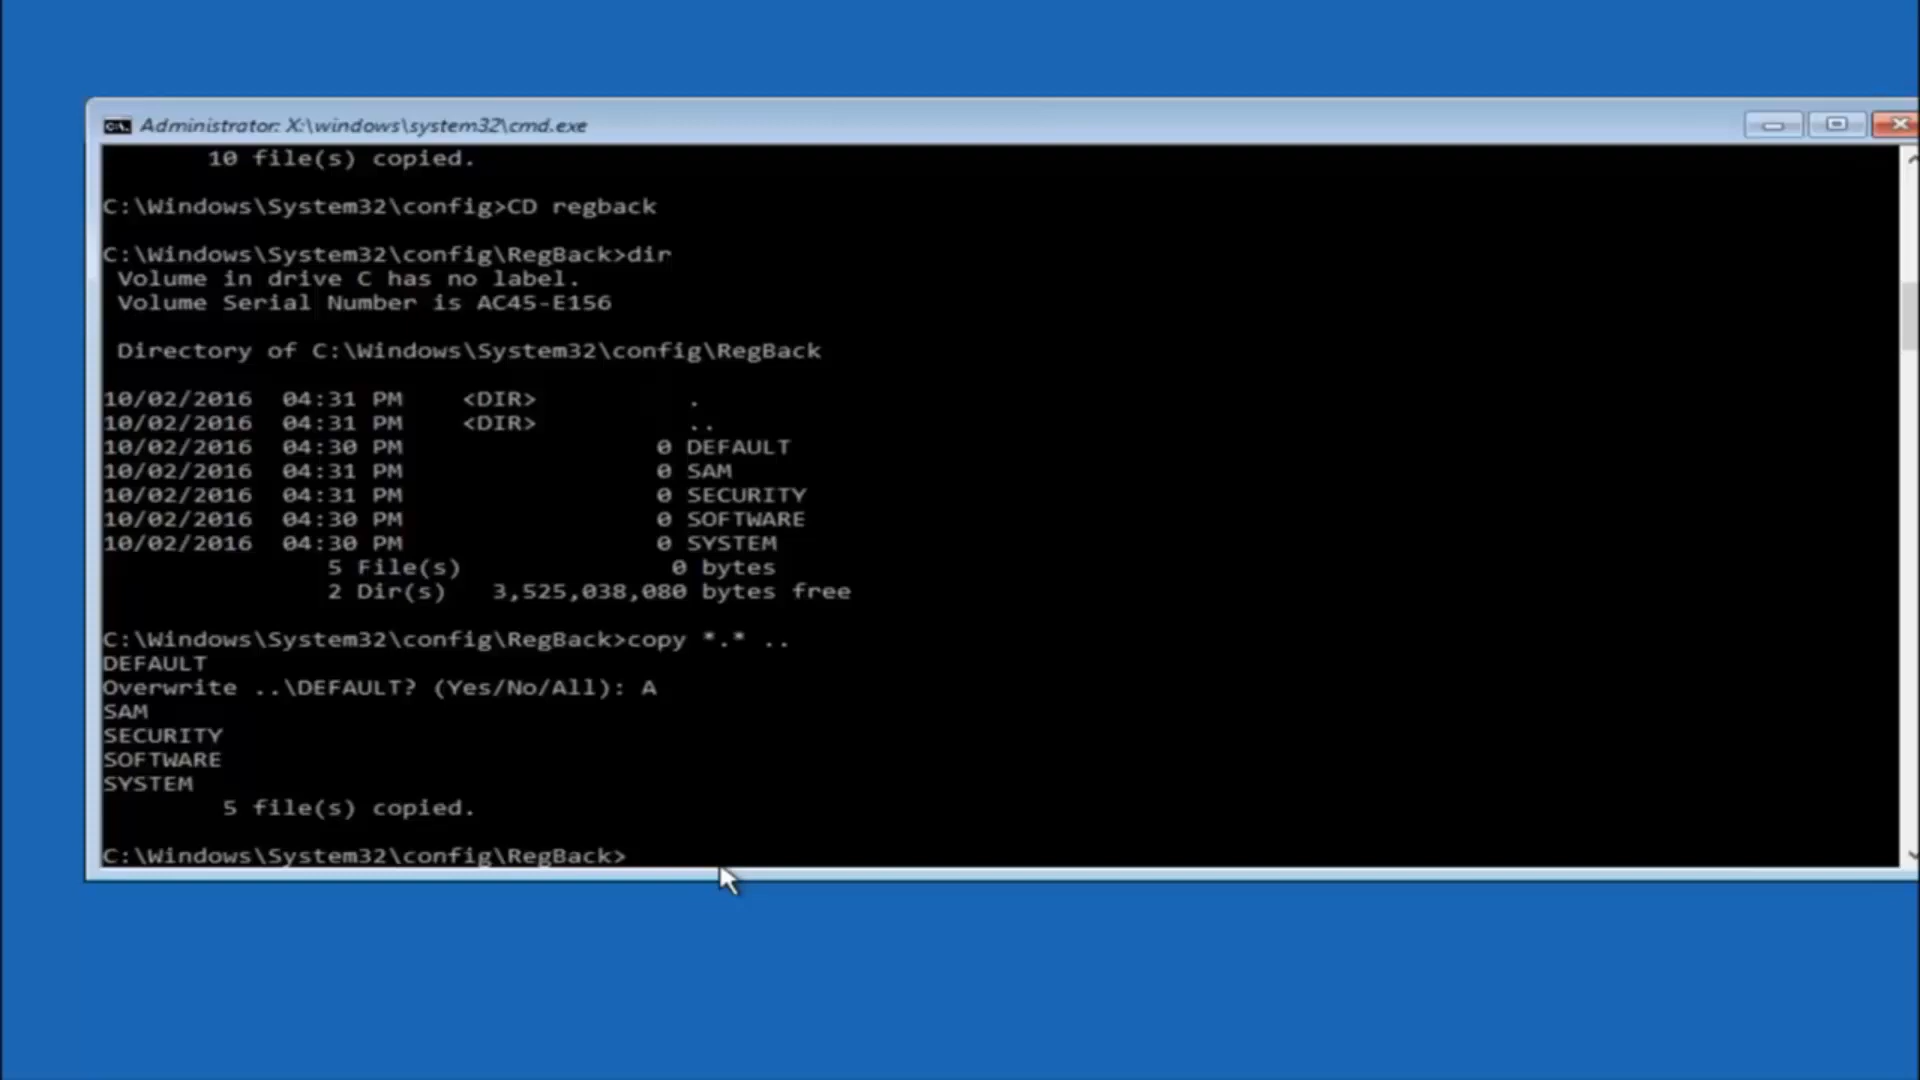 Administrator: X:\windows\system32\cmd.exe
10 file(s) copied.
C:\Windows\System32\config>CD regback
C:\Windows\System32\config\RegBack>dir
Volume in drive C has no label.
Volume Serial Number is AC45-E156
Directory of C:\Windows\System32\config\RegBack
10/02/2016  04:31 PM    <DIR>          .
10/02/2016  04:31 PM    <DIR>          ..
10/02/2016  04:30 PM                 0 DEFAULT
10/02/2016  04:31 PM                 0 SAM
10/02/2016  04:31 PM                 0 SECURITY
10/02/2016  04:30 PM                 0 SOFTWARE
10/02/2016  04:30 PM                 0 SYSTEM
5 File(s)              0 bytes
2 Dir(s)   3,525,038,080 bytes free
C:\Windows\System32\config\RegBack>copy *.* ..
DEFAULT
Overwrite ..\DEFAULT? (Yes/No/All): A
SAM
SECURITY
SOFTWARE
SYSTEM
5 file(s) copied.
C:\Windows\System32\config\RegBack>